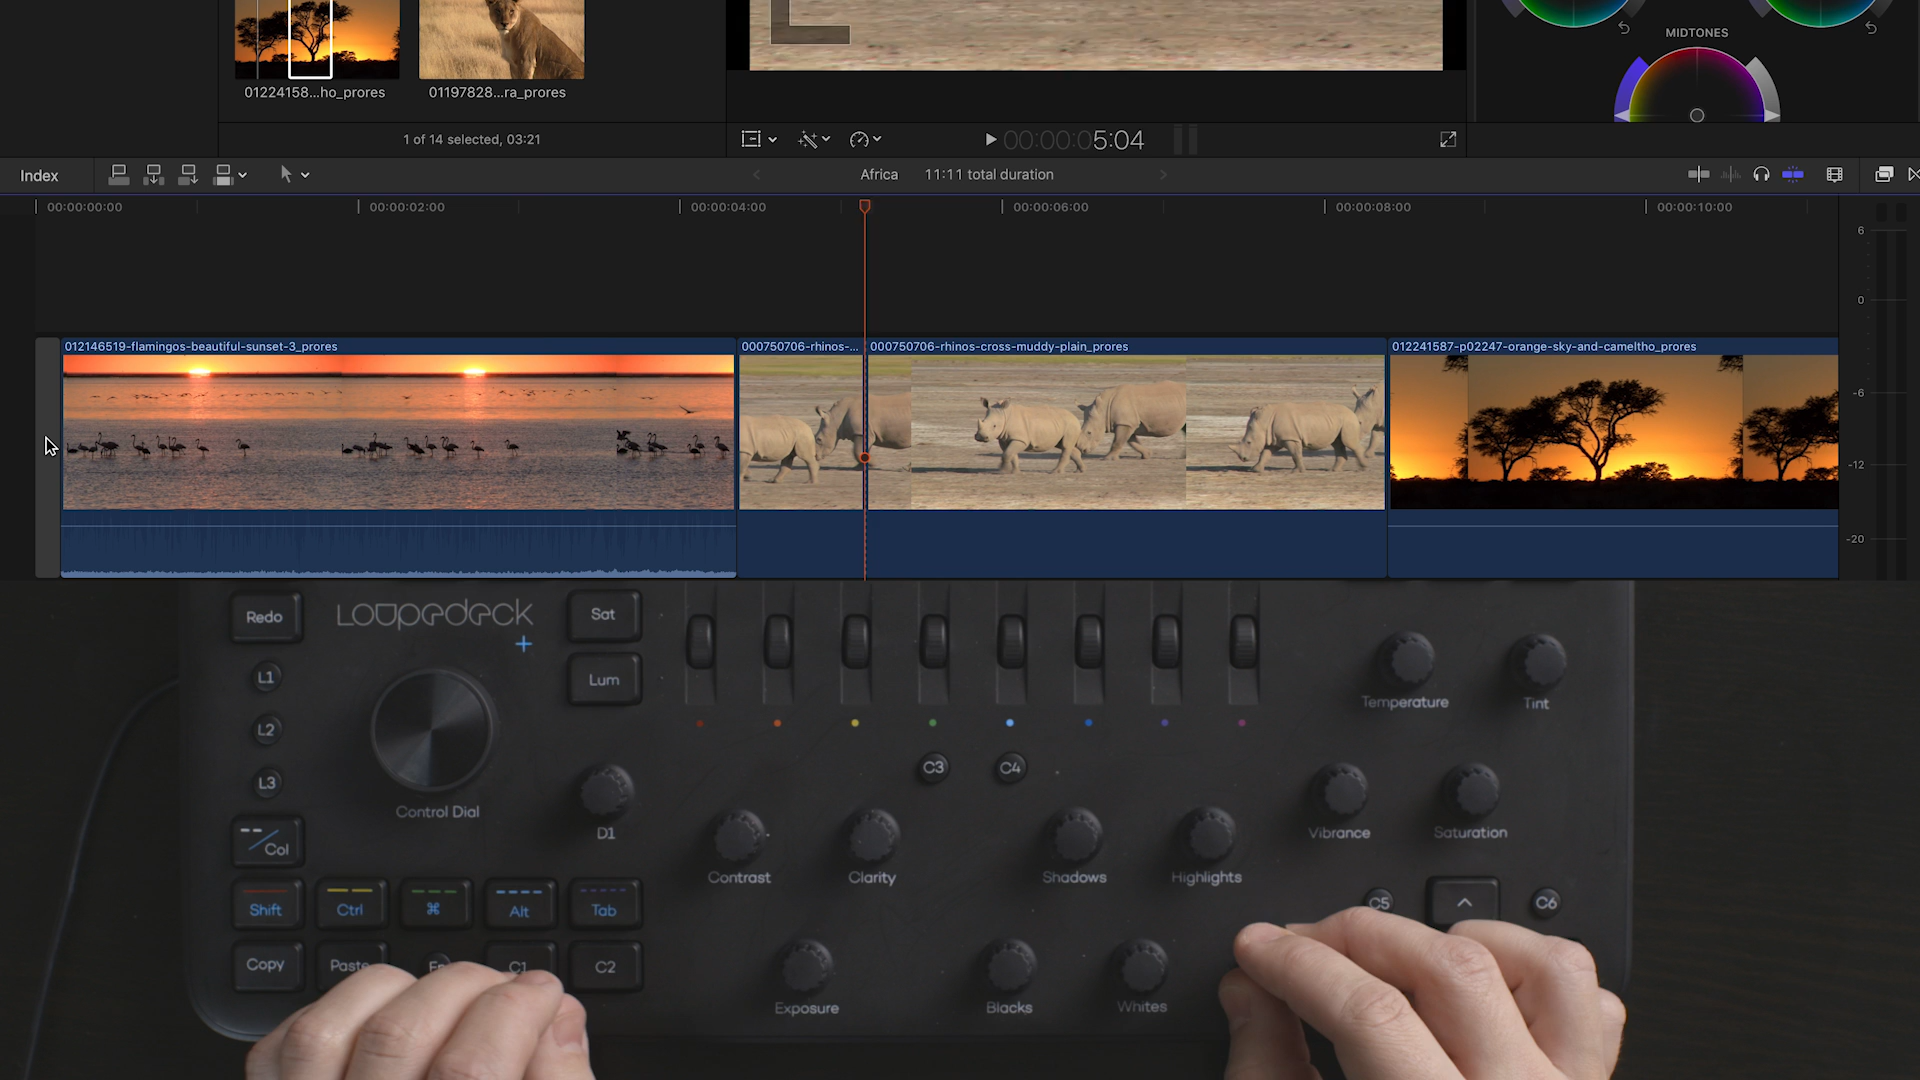 MIDTONES
01224158...ho_prores
01197828...ra_prores
1 of 14 selected, 03:21
00:00:05:04
Index
Africa
11:11 total duration
00:00:00:00
00:00:02:00
00:00:04:00
00:00:06:00
00:00:08:00
00:00:10:00
6
0
-6
-12
-20
012146519-flamingos-beautiful-sunset-3_prores
000750706-rhinos-...
000750706-rhinos-cross-muddy-plain_prores
012241587-p02247-orange-sky-and-cameltho_prores
Redo
LOUPEDECK
+
Sat
L1
Lum
L2
L3
Control Dial
D1
C3
C4
Temperature
Tint
Vibrance
Saturation
Col
Contrast
Clarity
Shadows
Highlights
Shift
Ctrl
⌘
Alt
Tab
C5
C6
Copy
Paste
C1
C2
Exposure
Blacks
Whites